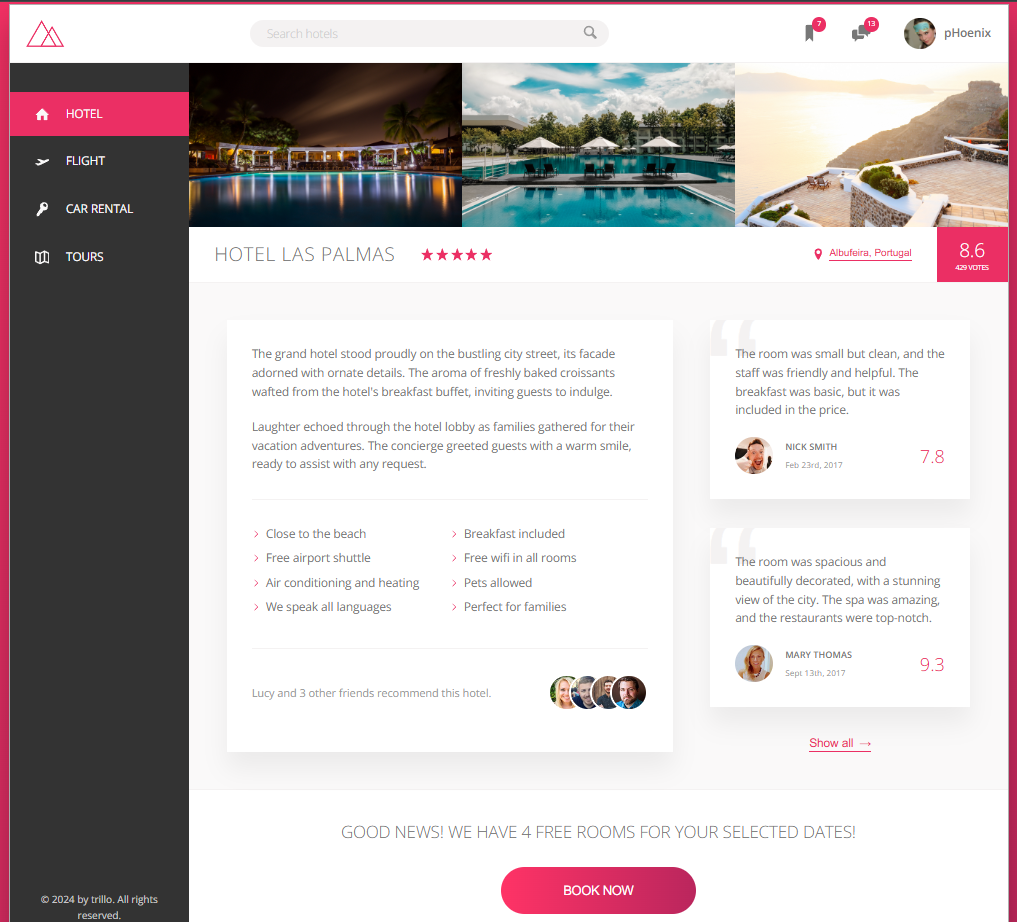 Search hotels
7
13
pHoenix
HOTEL
FLIGHT
CAR RENTAL
TOURS
HOTEL LAS PALMAS
Albufeira, Portugal
8.6
429 VOTES
The grand hotel stood proudly on the bustling city street, its facade
adorned with ornate details. The aroma of freshly baked croissants
wafted from the hotel's breakfast buffet, inviting guests to indulge.
Laughter echoed through the hotel lobby as families gathered for their
vacation adventures. The concierge greeted guests with a warm smile,
ready to assist with any request.
Close to the beach
Breakfast included
Free airport shuttle
Free wifi in all rooms
Air conditioning and heating
Pets allowed
We speak all languages
Perfect for families
Lucy and 3 other friends recommend this hotel.
“
The room was small but clean, and the
staff was friendly and helpful. The
breakfast was basic, but it was
included in the price.
NICK SMITH
Feb 23rd, 2017
7.8
“
The room was spacious and
beautifully decorated, with a stunning
view of the city. The spa was amazing,
and the restaurants were top-notch.
MARY THOMAS
Sept 13th, 2017
9.3
Show all →
GOOD NEWS! WE HAVE 4 FREE ROOMS FOR YOUR SELECTED DATES!
BOOK NOW
© 2024 by trillo. All rights
reserved.